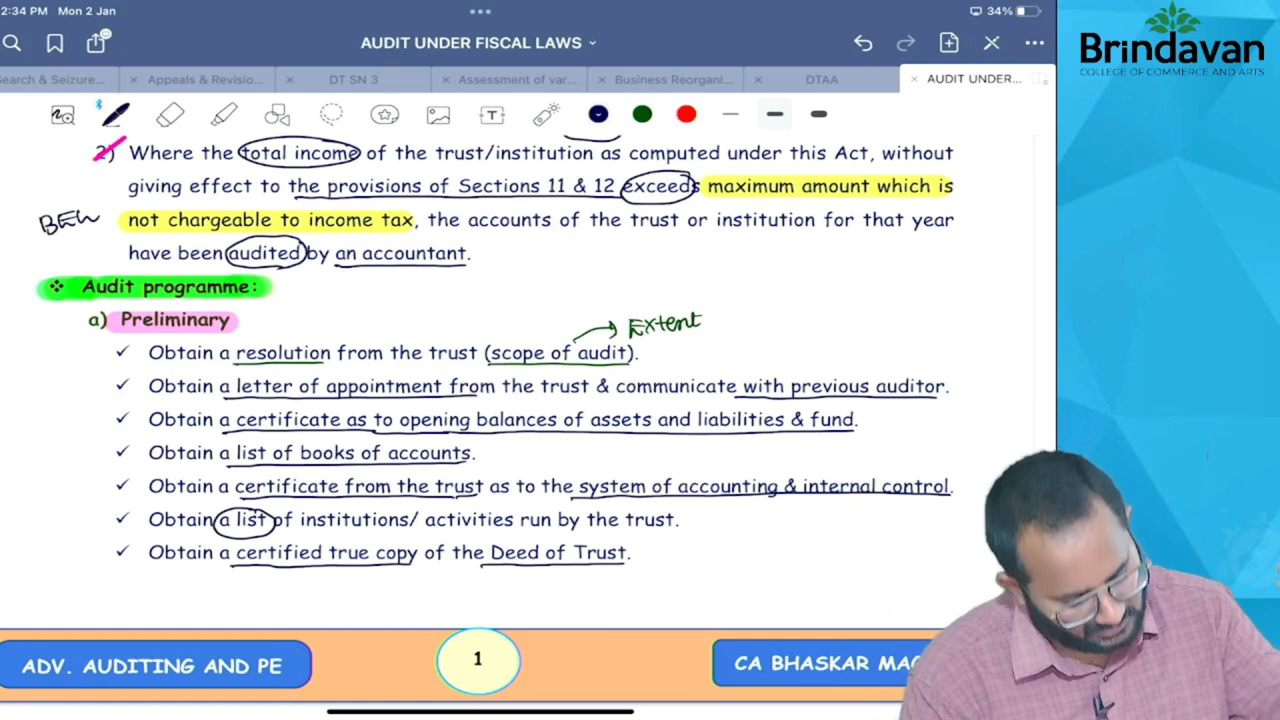 2:34 PM Mon 2 Jan
34%
AUDIT UNDER FISCAL LAWS
Brindavan
COLLEGE OF COMMERCE AND ARTS
earch & Seizure...
Appeals & Revisio...
DT SN 3
Assessment of var...
Business Reorgani...
DTAA
AUDIT UNDER...
2) Where the total income of the trust/institution as computed under this Act, without
giving effect to the provisions of Sections 11 & 12 exceeds maximum amount which is
BEL not chargeable to income tax, the accounts of the trust or institution for that year
have been audited by an accountant.
❖ Audit programme:
a) Preliminary
Extent
✓ Obtain a resolution from the trust (scope of audit).
✓ Obtain a letter of appointment from the trust & communicate with previous auditor.
✓ Obtain a certificate as to opening balances of assets and liabilities & fund.
✓ Obtain a list of books of accounts.
✓ Obtain a certificate from the trust as to the system of accounting & internal control.
✓ Obtain a list of institutions/ activities run by the trust.
✓ Obtain a certified true copy of the Deed of Trust.
ADV. AUDITING AND PE
1
CA BHASKAR MAG